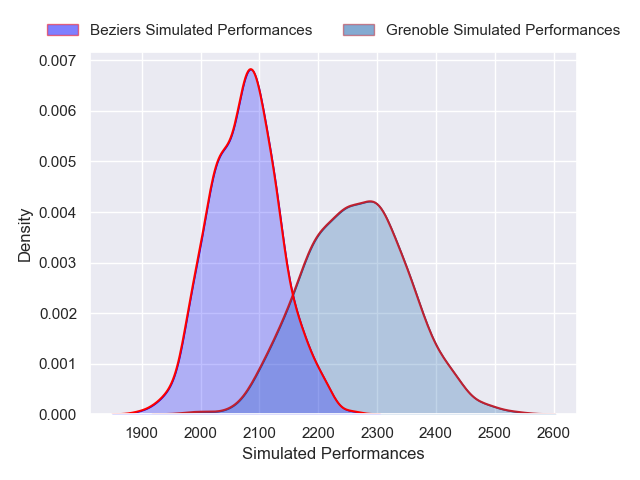 Beziers Simulated Performances
Grenoble Simulated Performances
0.007
0.006
0.005
0.004
0.003
0.002
0.001
0.000
Density
1900 2000 2100 2200 2300 2400 2500 2600
Simulated Performances